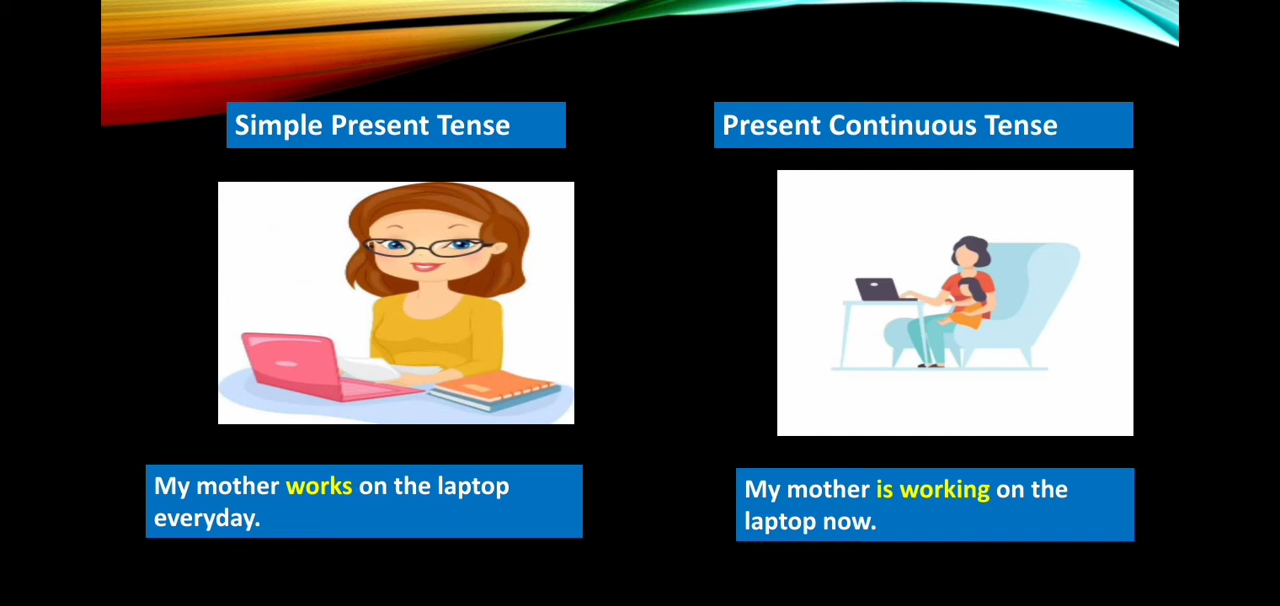 Simple Present Tense
Present Continuous Tense
My mother works on the laptop
everyday.
My mother is working on the
laptop now.